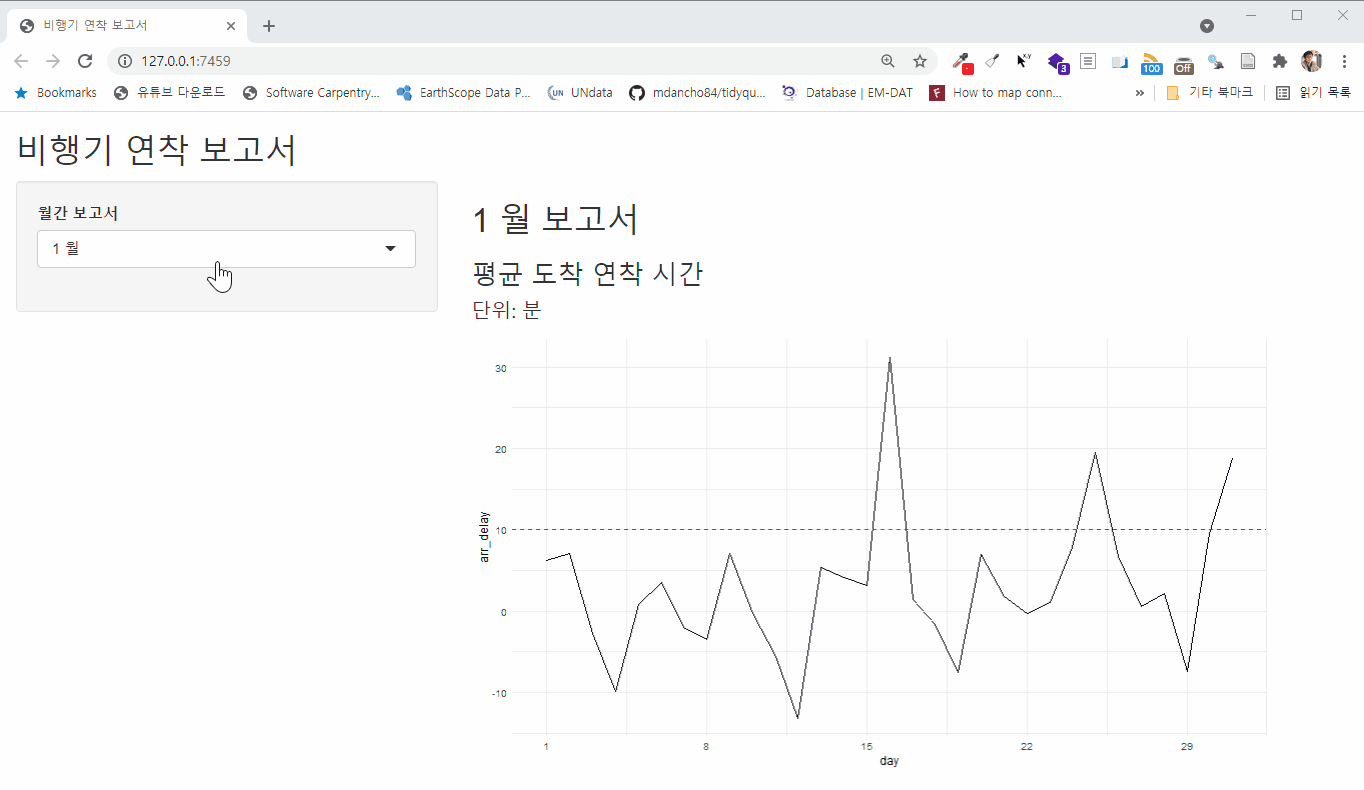 비행기 연착 보고서
127.0.0.1:7459
- 3 100 Off
Bookmarks 유튜브 다운로드 Software Carpentry... EarthScope Data P... UNdata mdancho84/tidyqu... Database | EM-DAT How to map conn... » 기타 북마크 읽기 목록
비행기 연착 보고서
월간 보고서
1 월
1 월 보고서
평균 도착 연착 시간
단위: 분
30
20
10
0
-10
arr_delay
1 8 15 22 29
day